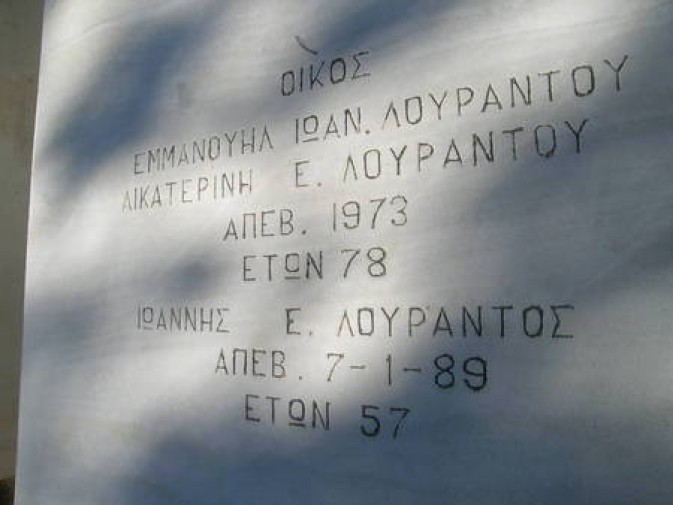 ΟΙΚΟΣ
ΕΜΜΑΝΟΥΗΛ ΙΩΑΝ. ΛΟΥΡΑΝΤΟΥ
ΑΙΚΑΤΕΡΙΝΗ Ε. ΛΟΥΡΑΝΤΟΥ
ΑΠΕΒ. 1973
ΕΤΩΝ 78
ΙΩΑΝΝΗΣ Ε. ΛΟΥΡΑΝΤΟΣ
ΑΠΕΒ. 7-1-89
ΕΤΩΝ 57